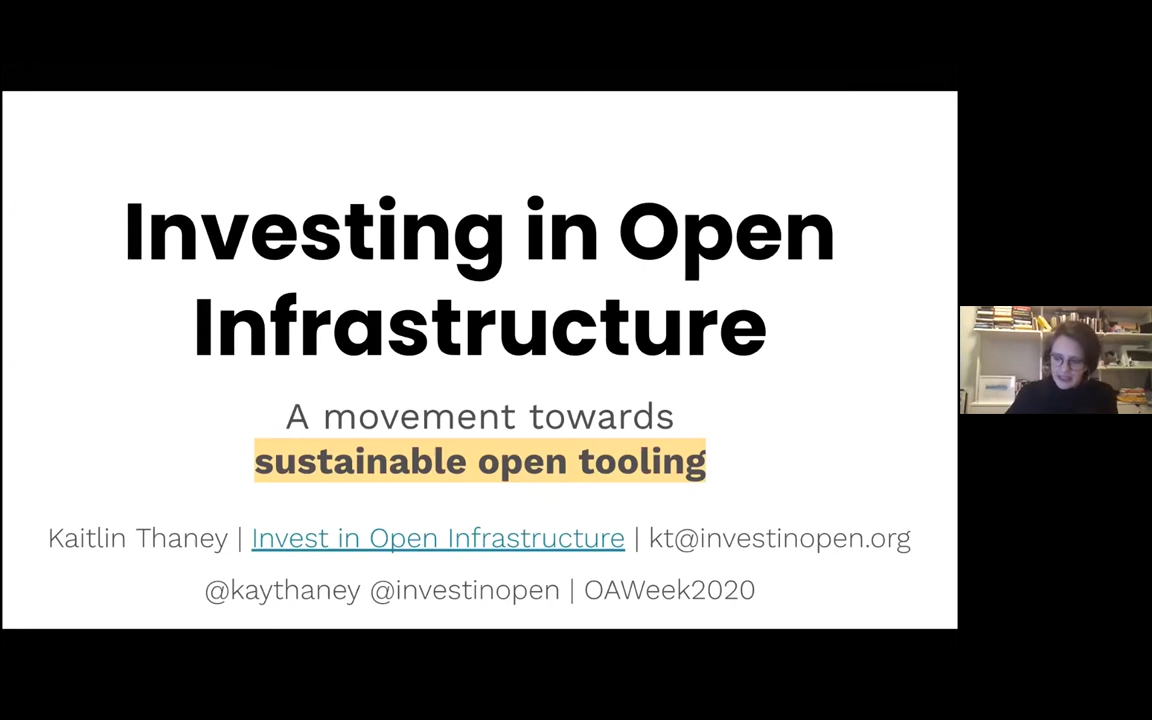 Investing in Open
Infrastructure
A movement towards
sustainable open tooling
Kaitlin Thaney | Invest in Open Infrastructure | kt@investinopen.org
@kaythaney @investinopen | OAWeek2020